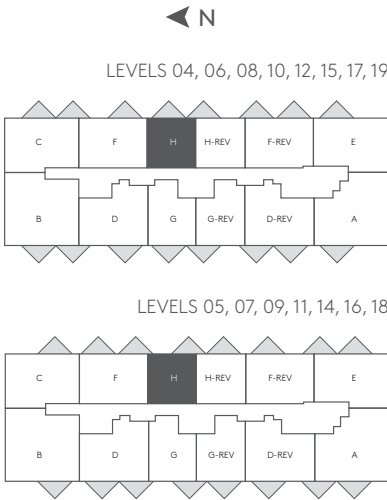 N
LEVELS 04, 06, 08, 10, 12, 15, 17, 19
C F H H-REV F-REV E
B D G G-REV D-REV A
LEVELS 05, 07, 09, 11, 14, 16, 18
C F H H-REV F-REV E
B D G G-REV D-REV A